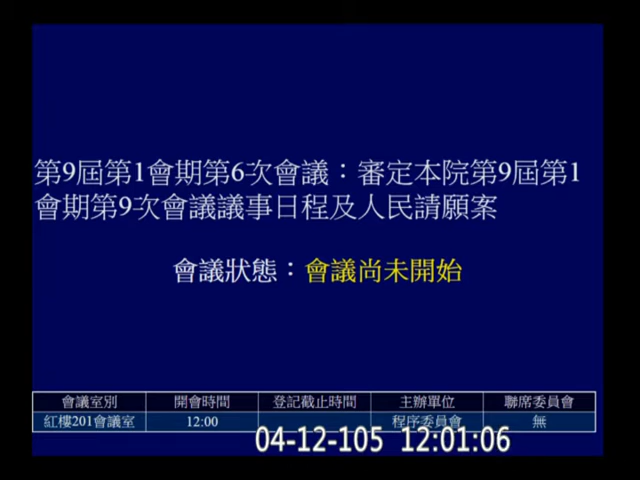 第9屆第1會期第6次會議：審定本院第9屆第1
會期第9次會議議事日程及人民請願案
會議狀態：會議尚未開始
會議室別 開會時間 登記截止時間 主辦單位 聯席委員會
紅樓201會議室 12:00 程序委員會 無
04-12-105 12:01:06